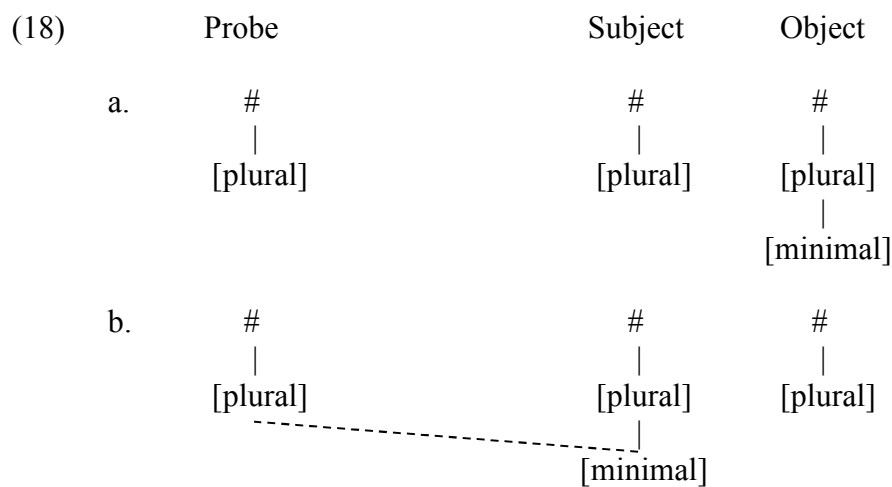 (18) Probe Subject Object
a. # # #
| | |
[plural] [plural] [plural]
|
[minimal]
b. # # #
| | |
[plural] [plural] [plural]
|
[minimal]